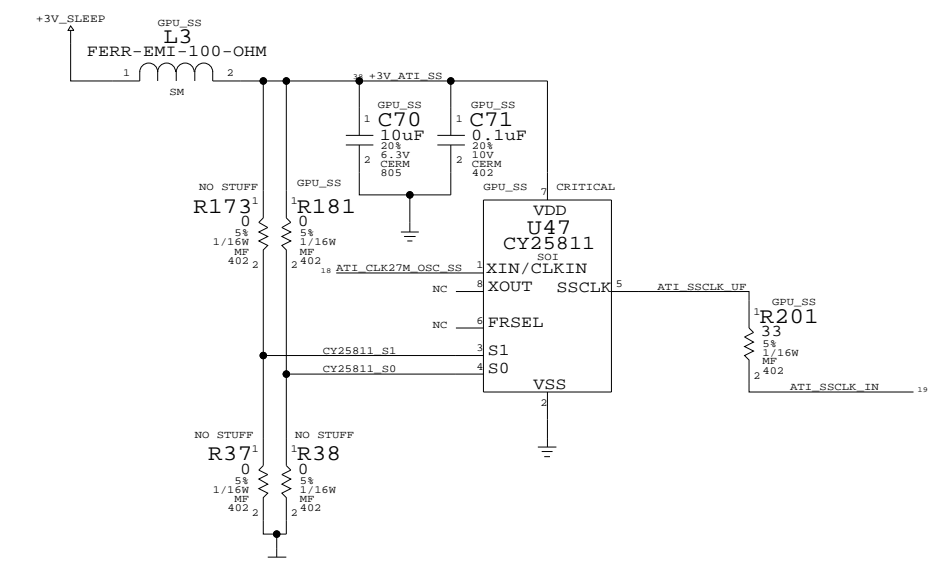 +3V_SLEEP
GPU_SS
L3
FERR-EMI-100-OHM
1
2
SM
38 +3V_ATI_SS
GPU_SS
1
C70
10uF
20%
6.3V
2
CERM
805
GPU_SS
1
C71
0.1uF
20%
10V
2
CERM
402
NO STUFF
R173
1
0
5%
1/16W
MF
402
2
GPU_SS
1
R181
0
5%
1/16W
MF
2
402
GPU_SS
7
CRITICAL
VDD
U47
CY25811
SOI
18
ATI_CLK27M_OSC_SS
1
XIN/CLKIN
NC
8
XOUT
SSCLK
5
ATI_SSCLK_UF
NC
6
FRSEL
CY25811_S1
3
S1
CY25811_S0
4
S0
VSS
2
GPU_SS
1
R201
33
5%
1/16W
MF
2
402
ATI_SSCLK_IN
19
NO STUFF
R37
1
0
5%
1/16W
MF
402
2
NO STUFF
1
R38
0
5%
1/16W
MF
2
402